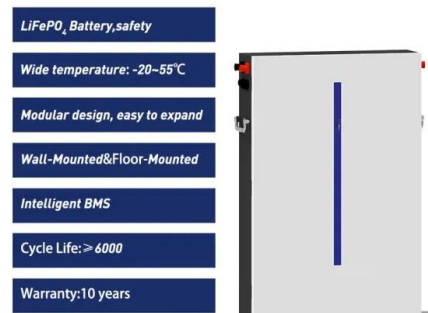 LiFePO₄ Battery,safety
Wide temperature: -20~55℃
Modular design, easy to expand
Wall-Mounted&Floor-Mounted
Intelligent BMS
Cycle Life:≥6000
Warranty:10 years